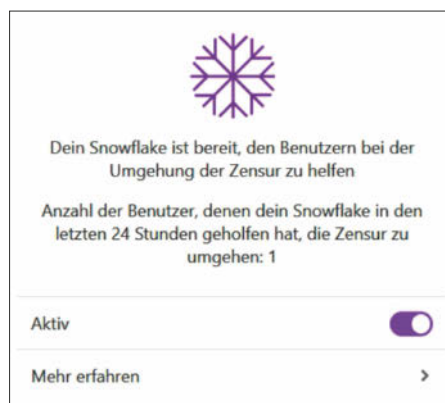 Dein Snowflake ist bereit, den Benutzern bei der
Umgehung der Zensur zu helfen
Anzahl der Benutzer, denen dein Snowflake in den
letzten 24 Stunden geholfen hat, die Zensur zu
umgehen: 1
Aktiv
Mehr erfahren